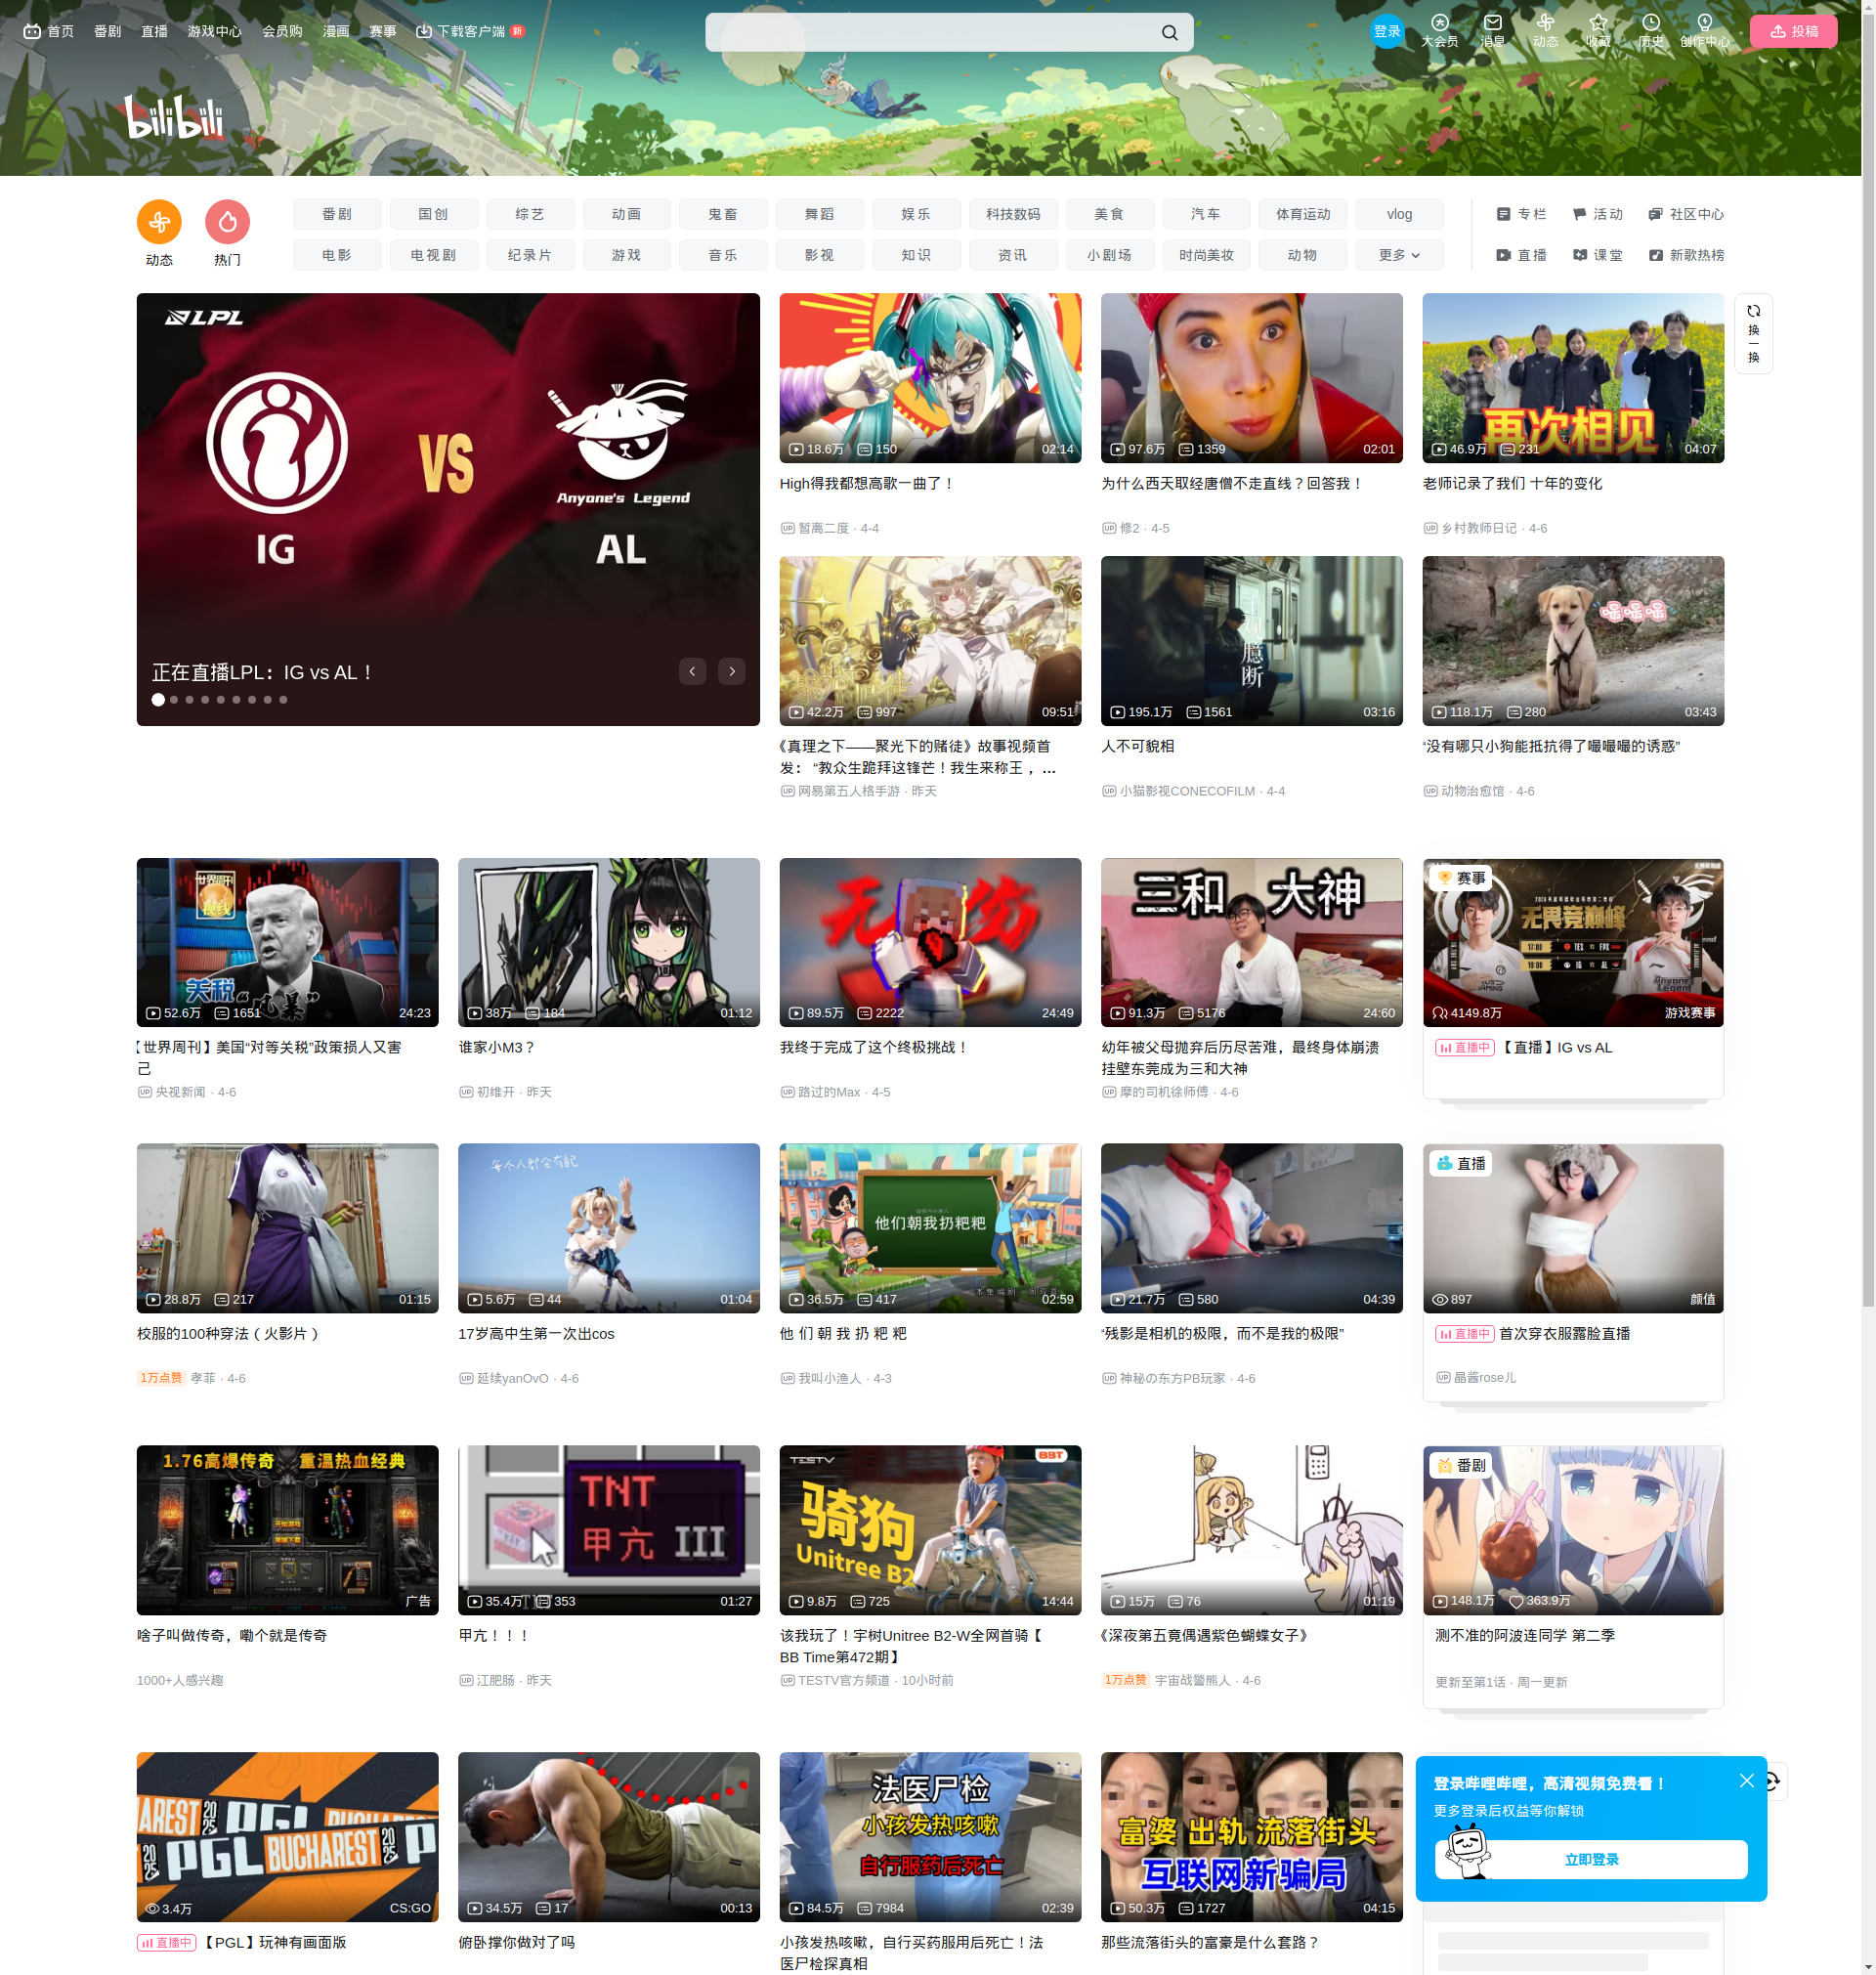 首页 番剧 直播 游戏中心 会员购 漫画 赛事 下载客户端 新
登录 大会员 消息 动态 收藏 历史 创作中心 投稿
bilibili
动态 热门
番剧 国创 综艺 动画 鬼畜 舞蹈 娱乐 科技数码 美食 汽车 体育运动 vlog
电影 电视剧 纪录片 游戏 音乐 影视 知识 资讯 小剧场 时尚美妆 动物 更多
专栏 活动 社区中心
直播 课堂 新歌热榜
换一换
LPL
IG VS AL
Anyone's Legend
正在直播LPL：IG vs AL！
18.6万 150 02:14
High得我都想高歌一曲了！
暂离二度 · 4-4
97.6万 1359 02:01
为什么西天取经唐僧不走直线？回答我！
修2 · 4-5
再次相见
46.9万 231 04:07
老师记录了我们 十年的变化
乡村教师日记 · 4-6
42.2万 997 09:51
《真理之下——聚光下的赌徒》故事视频首
发： “教众生跪拜这锋芒！我生来称王 ，...
网易第五人格手游 · 昨天
观
臆断
195.1万 1561 03:16
人不可貌相
小猫影视CONECOFILM · 4-4
嘬嘬嘬
118.1万 280 03:43
“没有哪只小狗能抵抗得了嘬嘬嘬的诱惑”
动物治愈馆 · 4-6
世界周刊
视线
关税“风暴”
52.6万 1651 24:23
【世界周刊】美国“对等关税”政策损人又害
己
央视新闻 · 4-6
38万 184 01:12
谁家小M3？
初维开 · 昨天
无伤
89.5万 2222 24:49
我终于完成了这个终极挑战！
路过的Max · 4-5
三和 大神
91.3万 5176 24:60
幼年被父母抛弃后历尽苦难，最终身体崩溃
挂壁东莞成为三和大神
摩的司机徐师傅 · 4-6
赛事
无畏竞巅峰
17:00 TES VS FPX
19:00 IG VS AL
4149.8万 游戏赛事
直播中 【直播】IG vs AL
28.8万 217 01:15
校服的100种穿法（火影片）
1万点赞 孝菲 · 4-6
每个人都会有配
5.6万 44 01:04
17岁高中生第一次出cos
延续yanOvO · 4-6
他们朝我扔粑粑
36.5万 417 02:59
他 们 朝 我 扔 粑 粑
我叫小渔人 · 4-3
21.7万 580 04:39
“残影是相机的极限，而不是我的极限”
神秘の东方PB玩家 · 4-6
直播
897 颜值
直播中 首次穿衣服露脸直播
晶酱rose儿
1.76高爆传奇 重温热血经典
开始游戏
广告
啥子叫做传奇，嘞个就是传奇
1000+人感兴趣
TNT
甲亢 III
35.4万 353 01:27
甲亢！！！
江肥肠 · 昨天
TESTV
BBT
骑狗
Unitree B2
9.8万 725 14:44
该我玩了！宇树Unitree B2-W全网首骑【
BB Time第472期】
TESTV官方频道 · 10小时前
15万 76 01:19
《深夜第五竟偶遇紫色蝴蝶女子》
1万点赞 宇宙战警熊人 · 4-6
番剧
148.1万 363.9万
测不准的阿波连同学 第二季
更新至第1话 · 周一更新
AREST 2025 PGL BUCHAREST
2025 PGL BUCHAREST 2025 P
3.4万 CS:GO
直播中 【PGL】玩神有画面版
34.5万 17 00:13
俯卧撑你做对了吗
法医尸检
小孩发热咳嗽
自行服药后死亡
84.5万 7984 02:39
小孩发热咳嗽，自行买药服用后死亡！法
医尸检探真相
富婆 出轨 流落街头
互联网新骗局
50.3万 1727 04:15
那些流落街头的富豪是什么套路？
登录哔哩哔哩，高清视频免费看！
更多登录后权益等你解锁
立即登录